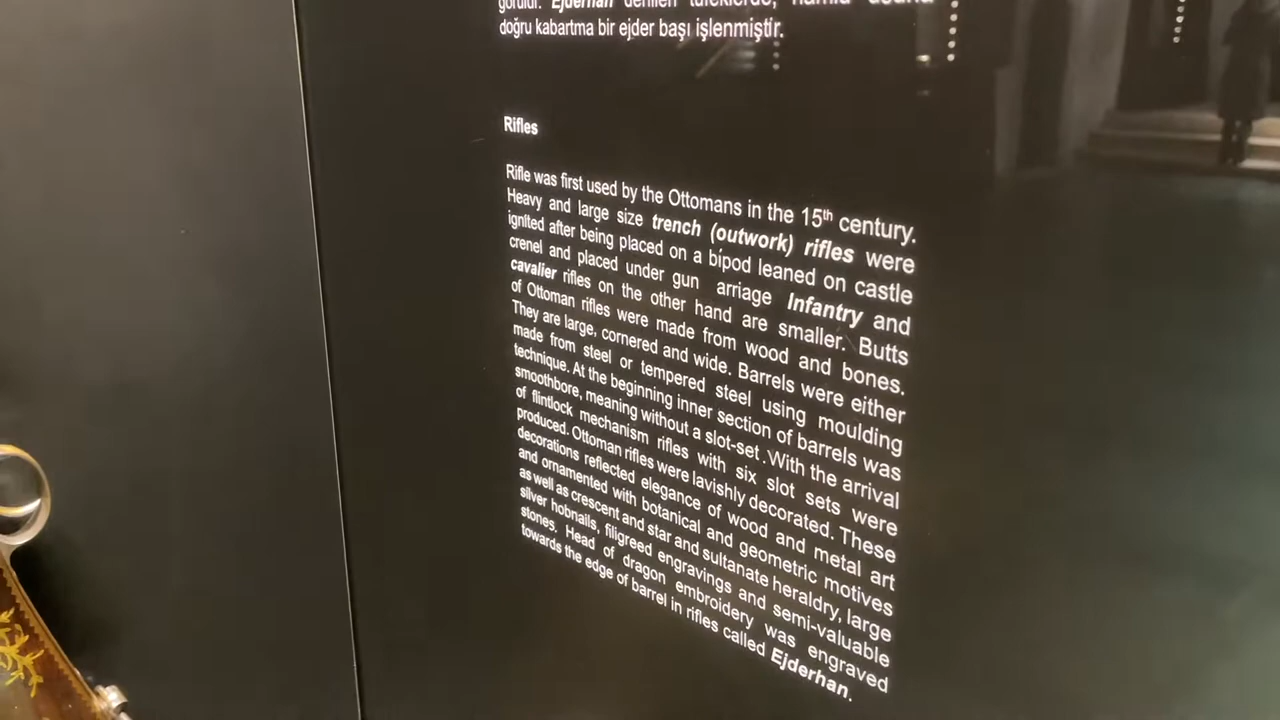 görülür. Ejderhan denilen tüfeklerde, namlu ucuna
doğru kabartma bir ejder başı işlenmiştir.
Rifles
Rifle was first used by the Ottomans in the 15th century.
Heavy and large size trench (outwork) rifles were
ignited after being placed on a bipod leaned on castle
crenel and placed under gun arriage Infantry and
cavalier rifles on the other hand are smaller. Butts
of Ottoman rifles were made from wood and bones.
They are large, cornered and wide. Barrels were either
made from steel or tempered steel using moulding
technique. At the beginning inner section of barrels was
smoothbore, meaning without a slot-set .With the arrival
of flintlock mechanism rifles with six slot sets were
produced. Ottoman rifles were lavishly decorated. These
decorations reflected elegance of wood and metal art
and ornamented with botanical and geometric motives
as well as crescent and star and sultanate heraldry, large
silver hobnails, filigreed engravings and semi-valuable
stones. Head of dragon embroidery was engraved
towards the edge of barrel in rifles called Ejderhan.